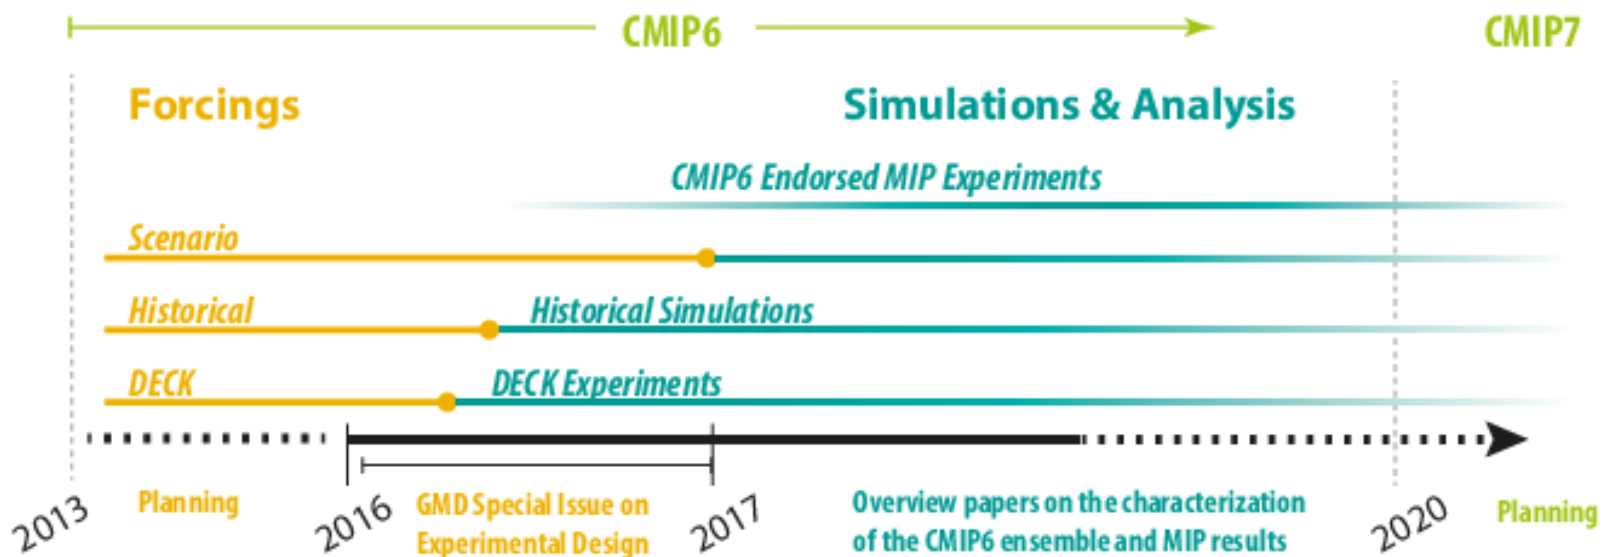 CMIP6
CMIP7
Forcings
Simulations & Analysis
CMIP6 Endorsed MIP Experiments
Scenario
Historical
Historical Simulations
DECK
DECK Experiments
2013
Planning
2016
GMD Special Issue on
Experimental Design
2017
Overview papers on the characterization
of the CMIP6 ensemble and MIP results
2020
Planning